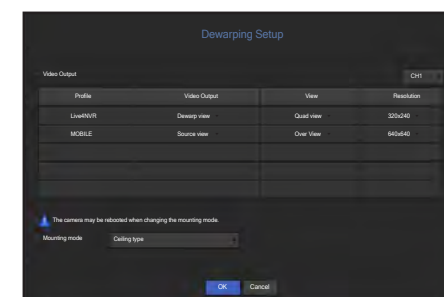 Dewarping Setup
Video Output
CH1
Profile Video Output View Resolution
Live4NVR Dewarp view Quad view 320x240
MOBILE Source view Over View 640x640
The camera may be rebooted when changing the mounting mode.
Mounting mode Ceiling type
OK Cancel